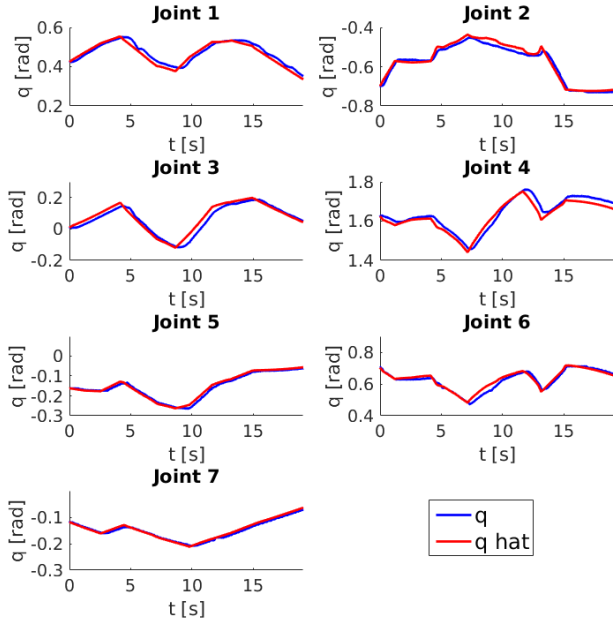 Joint 1
q [rad]
0.6
0.4
0.2
0 5 10 15
t [s]
Joint 2
q [rad]
-0.4
-0.6
-0.8
0 5 10 15
t [s]
Joint 3
q [rad]
0.2
0
-0.2
0 5 10 15
t [s]
Joint 4
q [rad]
1.8
1.6
1.4
0 5 10 15
t [s]
Joint 5
q [rad]
0
-0.1
-0.2
-0.3
0 5 10 15
t [s]
Joint 6
q [rad]
0.8
0.6
0.4
0 5 10 15
t [s]
Joint 7
q [rad]
-0.1
-0.2
-0.3
0 5 10 15
t [s]
q
q hat